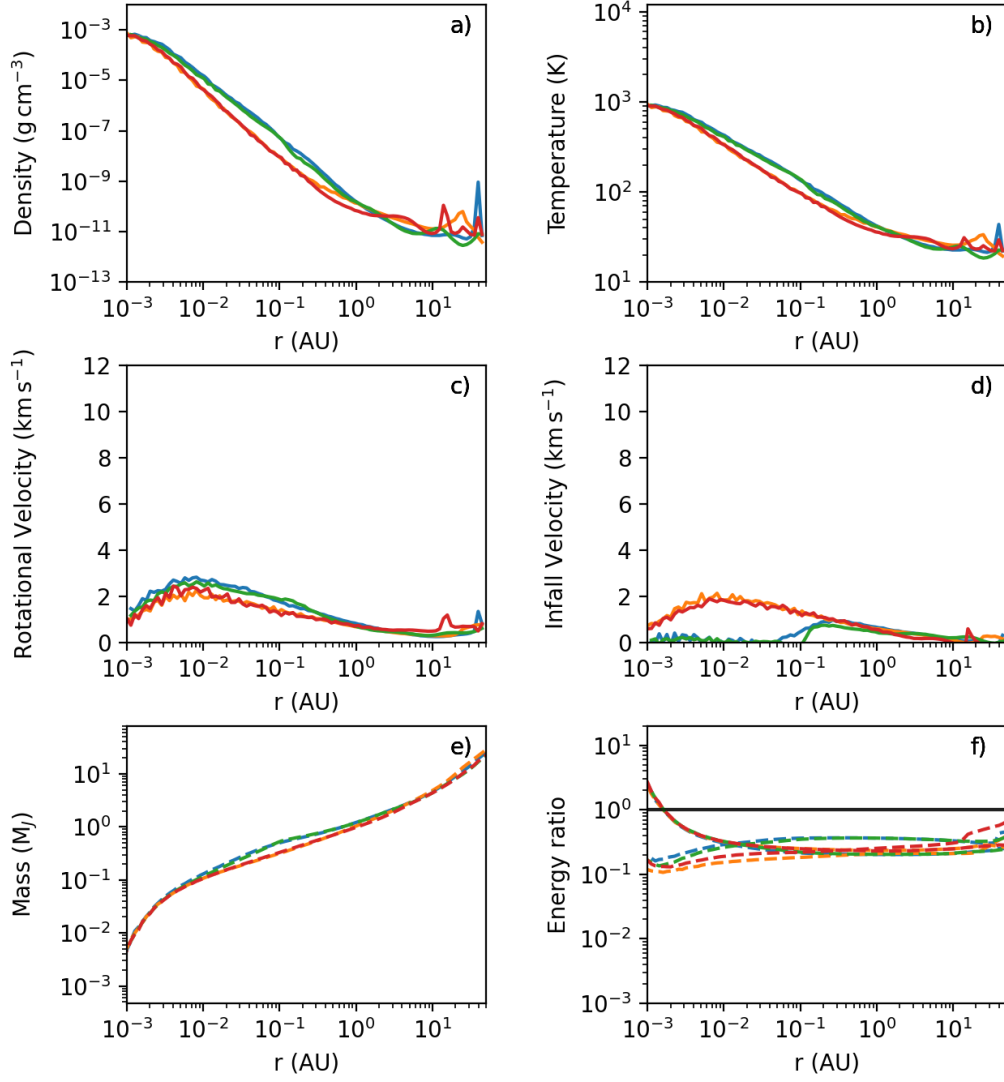 a)
Density (g cm⁻³)
10⁻³
10⁻⁵
10⁻⁷
10⁻⁹
10⁻¹¹
10⁻¹³
10⁻³ 10⁻² 10⁻¹ 10⁰ 10¹
r (AU)
b)
Temperature (K)
10⁴
10³
10²
10¹
10⁻³ 10⁻² 10⁻¹ 10⁰ 10¹
r (AU)
c)
Rotational Velocity (km s⁻¹)
12
10
8
6
4
2
0
10⁻³ 10⁻² 10⁻¹ 10⁰ 10¹
r (AU)
d)
Infall Velocity (km s⁻¹)
12
10
8
6
4
2
0
10⁻³ 10⁻² 10⁻¹ 10⁰ 10¹
r (AU)
e)
Mass (M_J)
10¹
10⁰
10⁻¹
10⁻²
10⁻³
10⁻³ 10⁻² 10⁻¹ 10⁰ 10¹
r (AU)
f)
Energy ratio
10¹
10⁰
10⁻¹
10⁻²
10⁻³
10⁻³ 10⁻² 10⁻¹ 10⁰ 10¹
r (AU)